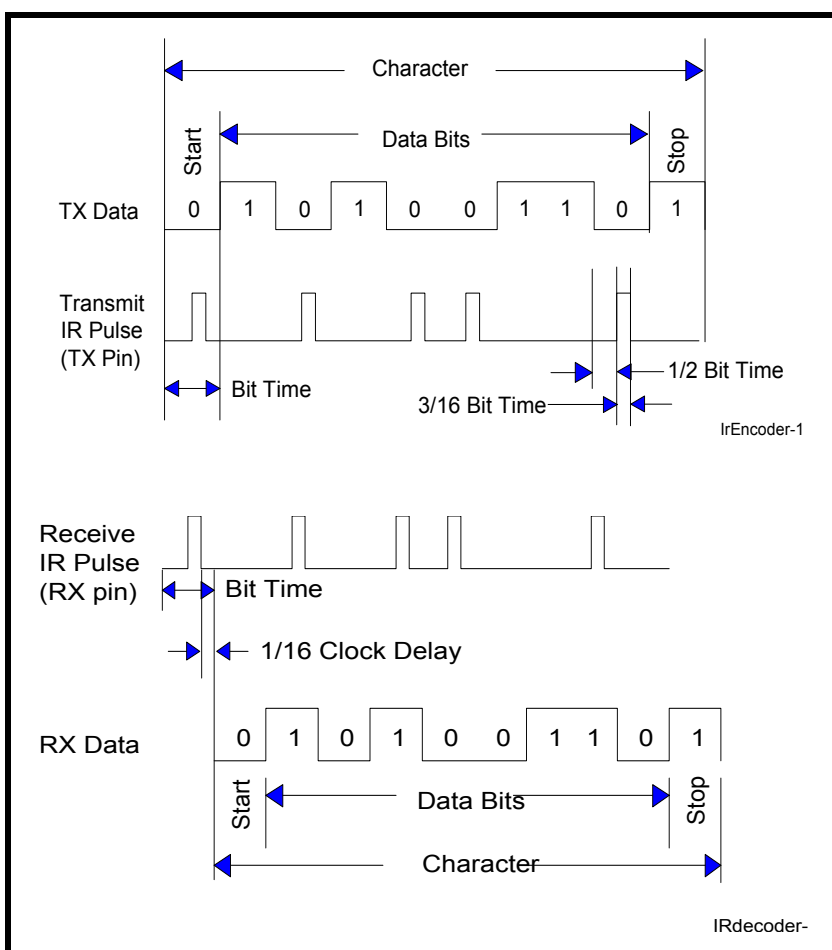 Character
Start
Data Bits
Stop
TX Data
0 1 0 1 0 0 1 1 0 1
Transmit
IR Pulse
(TX Pin)
Bit Time
1/2 Bit Time
3/16 Bit Time
IrEncoder-1
Receive
IR Pulse
(RX pin)
Bit Time
1/16 Clock Delay
RX Data
0 1 0 1 0 0 1 1 0 1
Start
Data Bits
Stop
Character
IRdecoder-